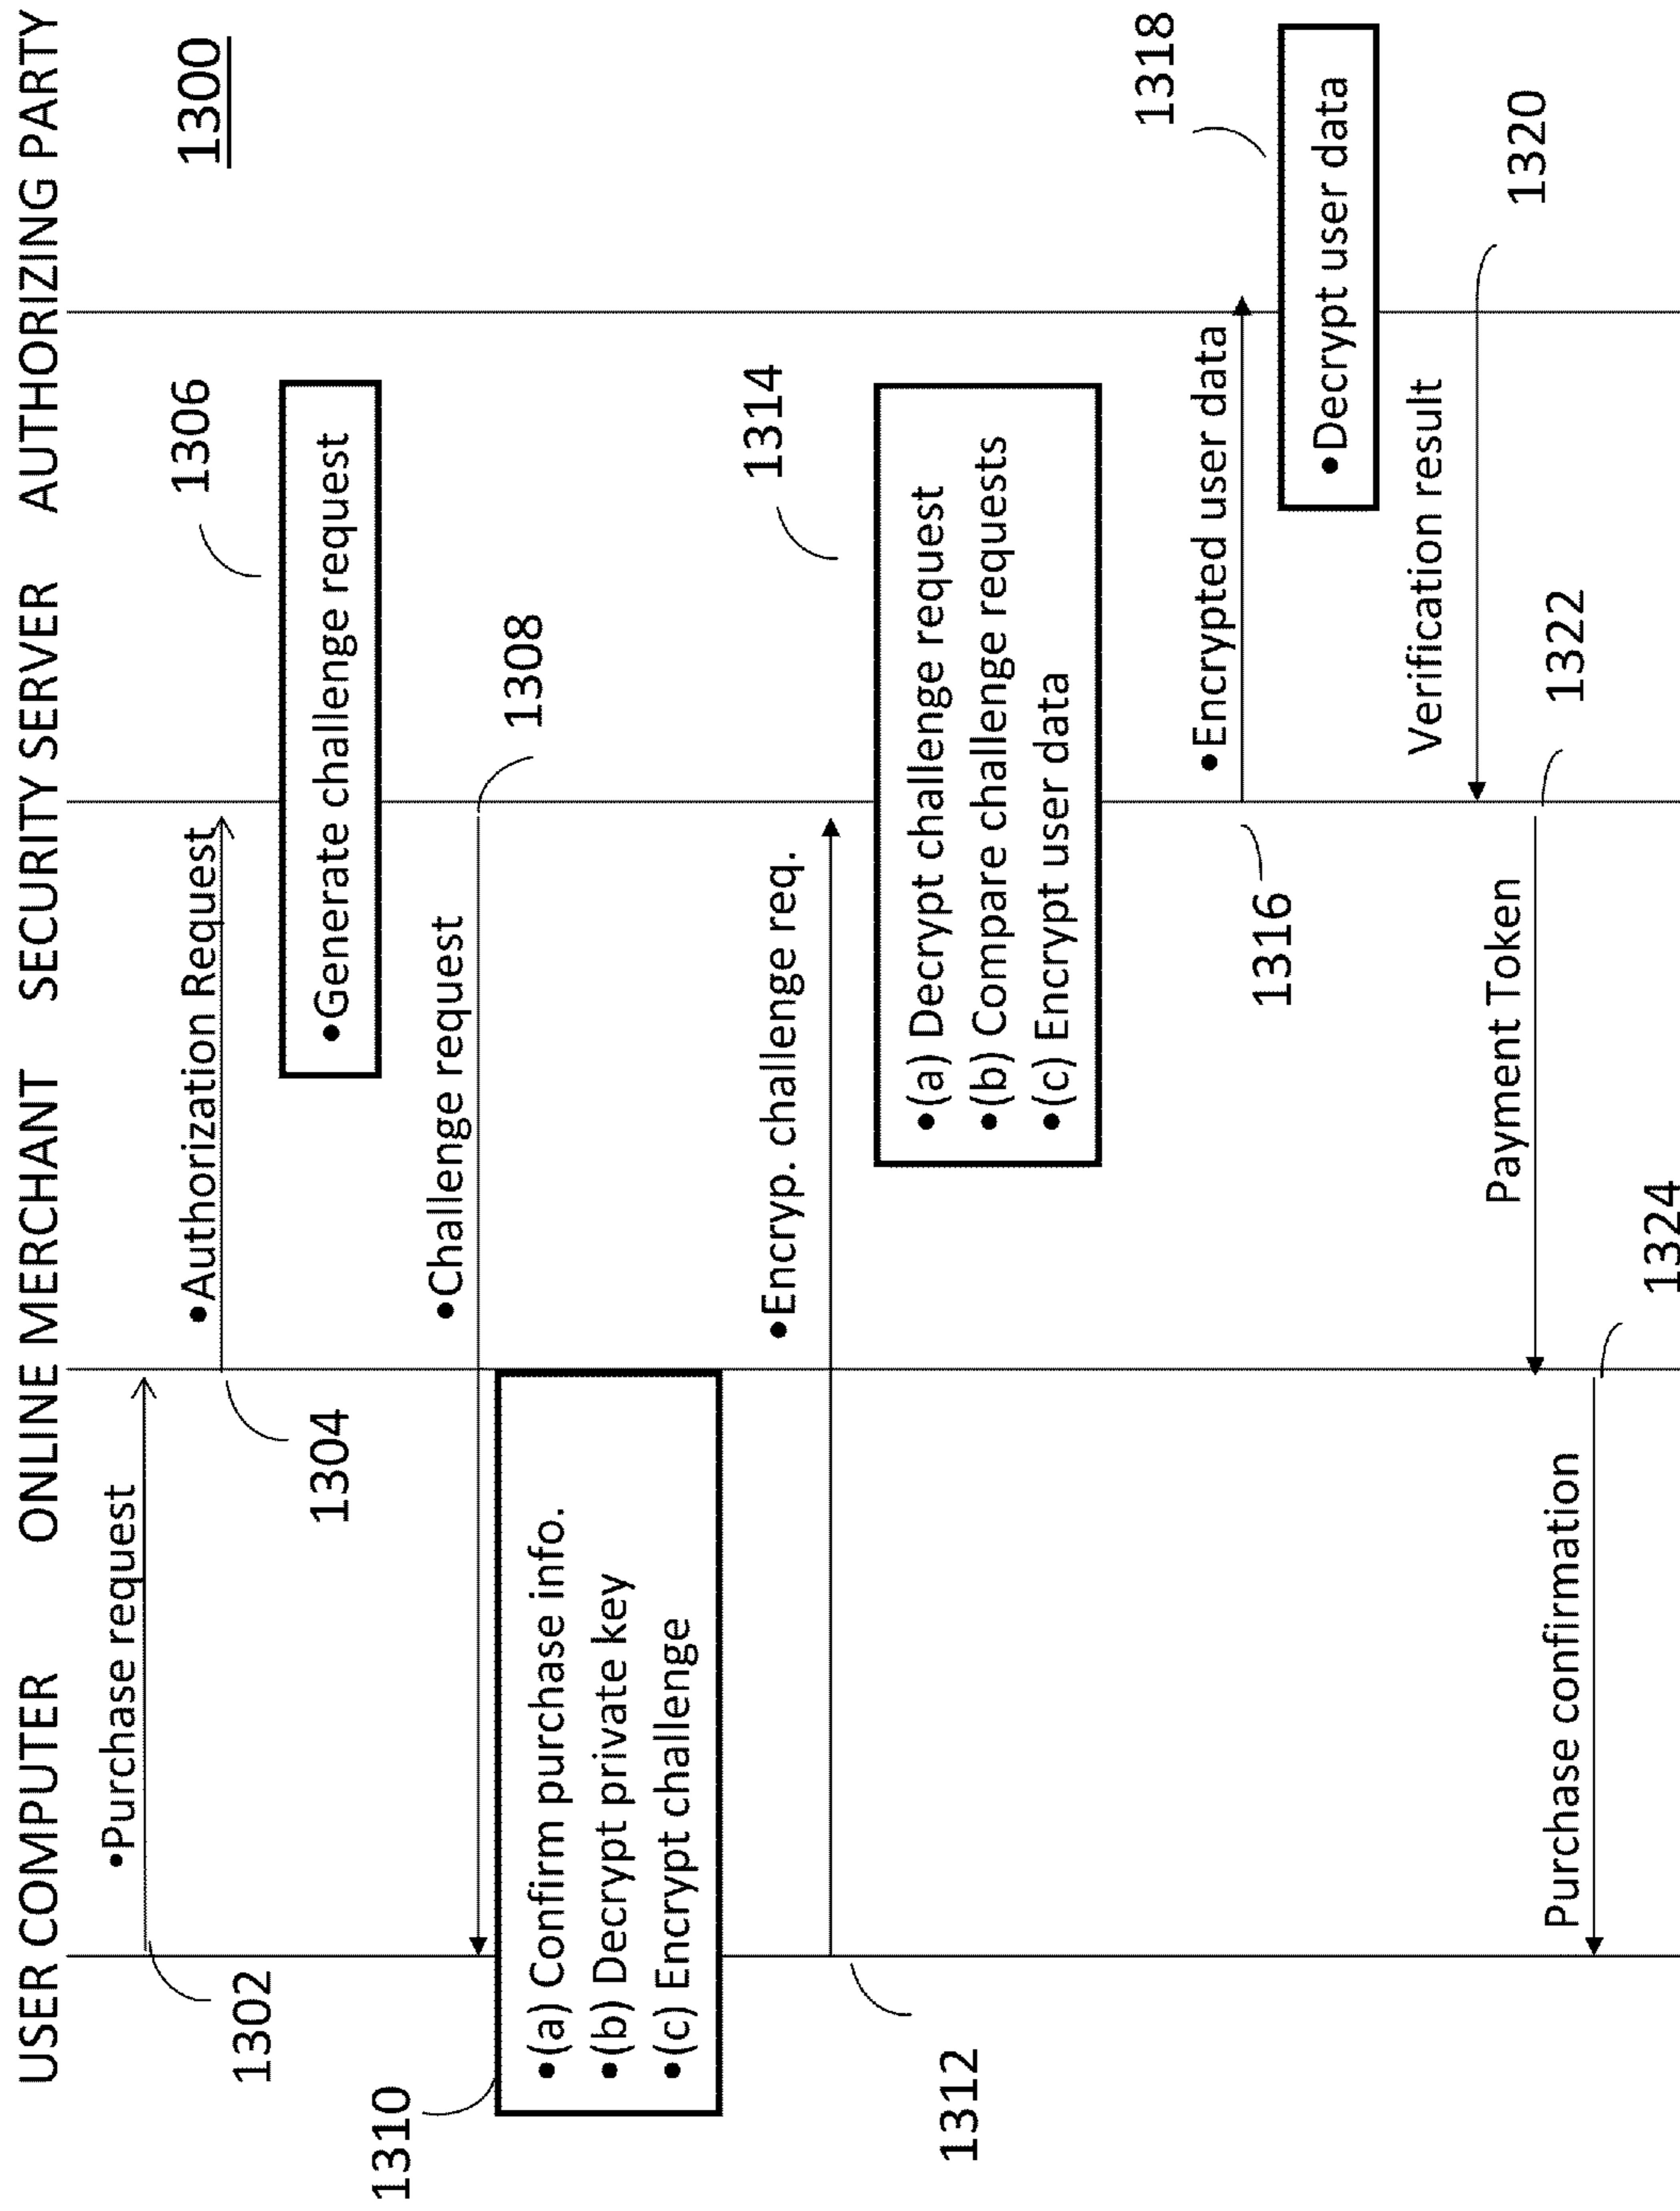 USER COMPUTER ONLINE MERCHANT SECURITY SERVER AUTHORIZING PARTY
1300
•Purchase request
1302
•Authorization Request
1304
1306
•Generate challenge request
•Challenge request
1308
1310
•(a) Confirm purchase info.
•(b) Decrypt private key
•(c) Encrypt challenge
•Encryp. challenge req.
1312
1314
•(a) Decrypt challenge request
•(b) Compare challenge requests
•(c) Encrypt user data
•Encrypted user data
1316
1318
•Decrypt user data
Verification result
1320
Payment Token
1322
Purchase confirmation
1324